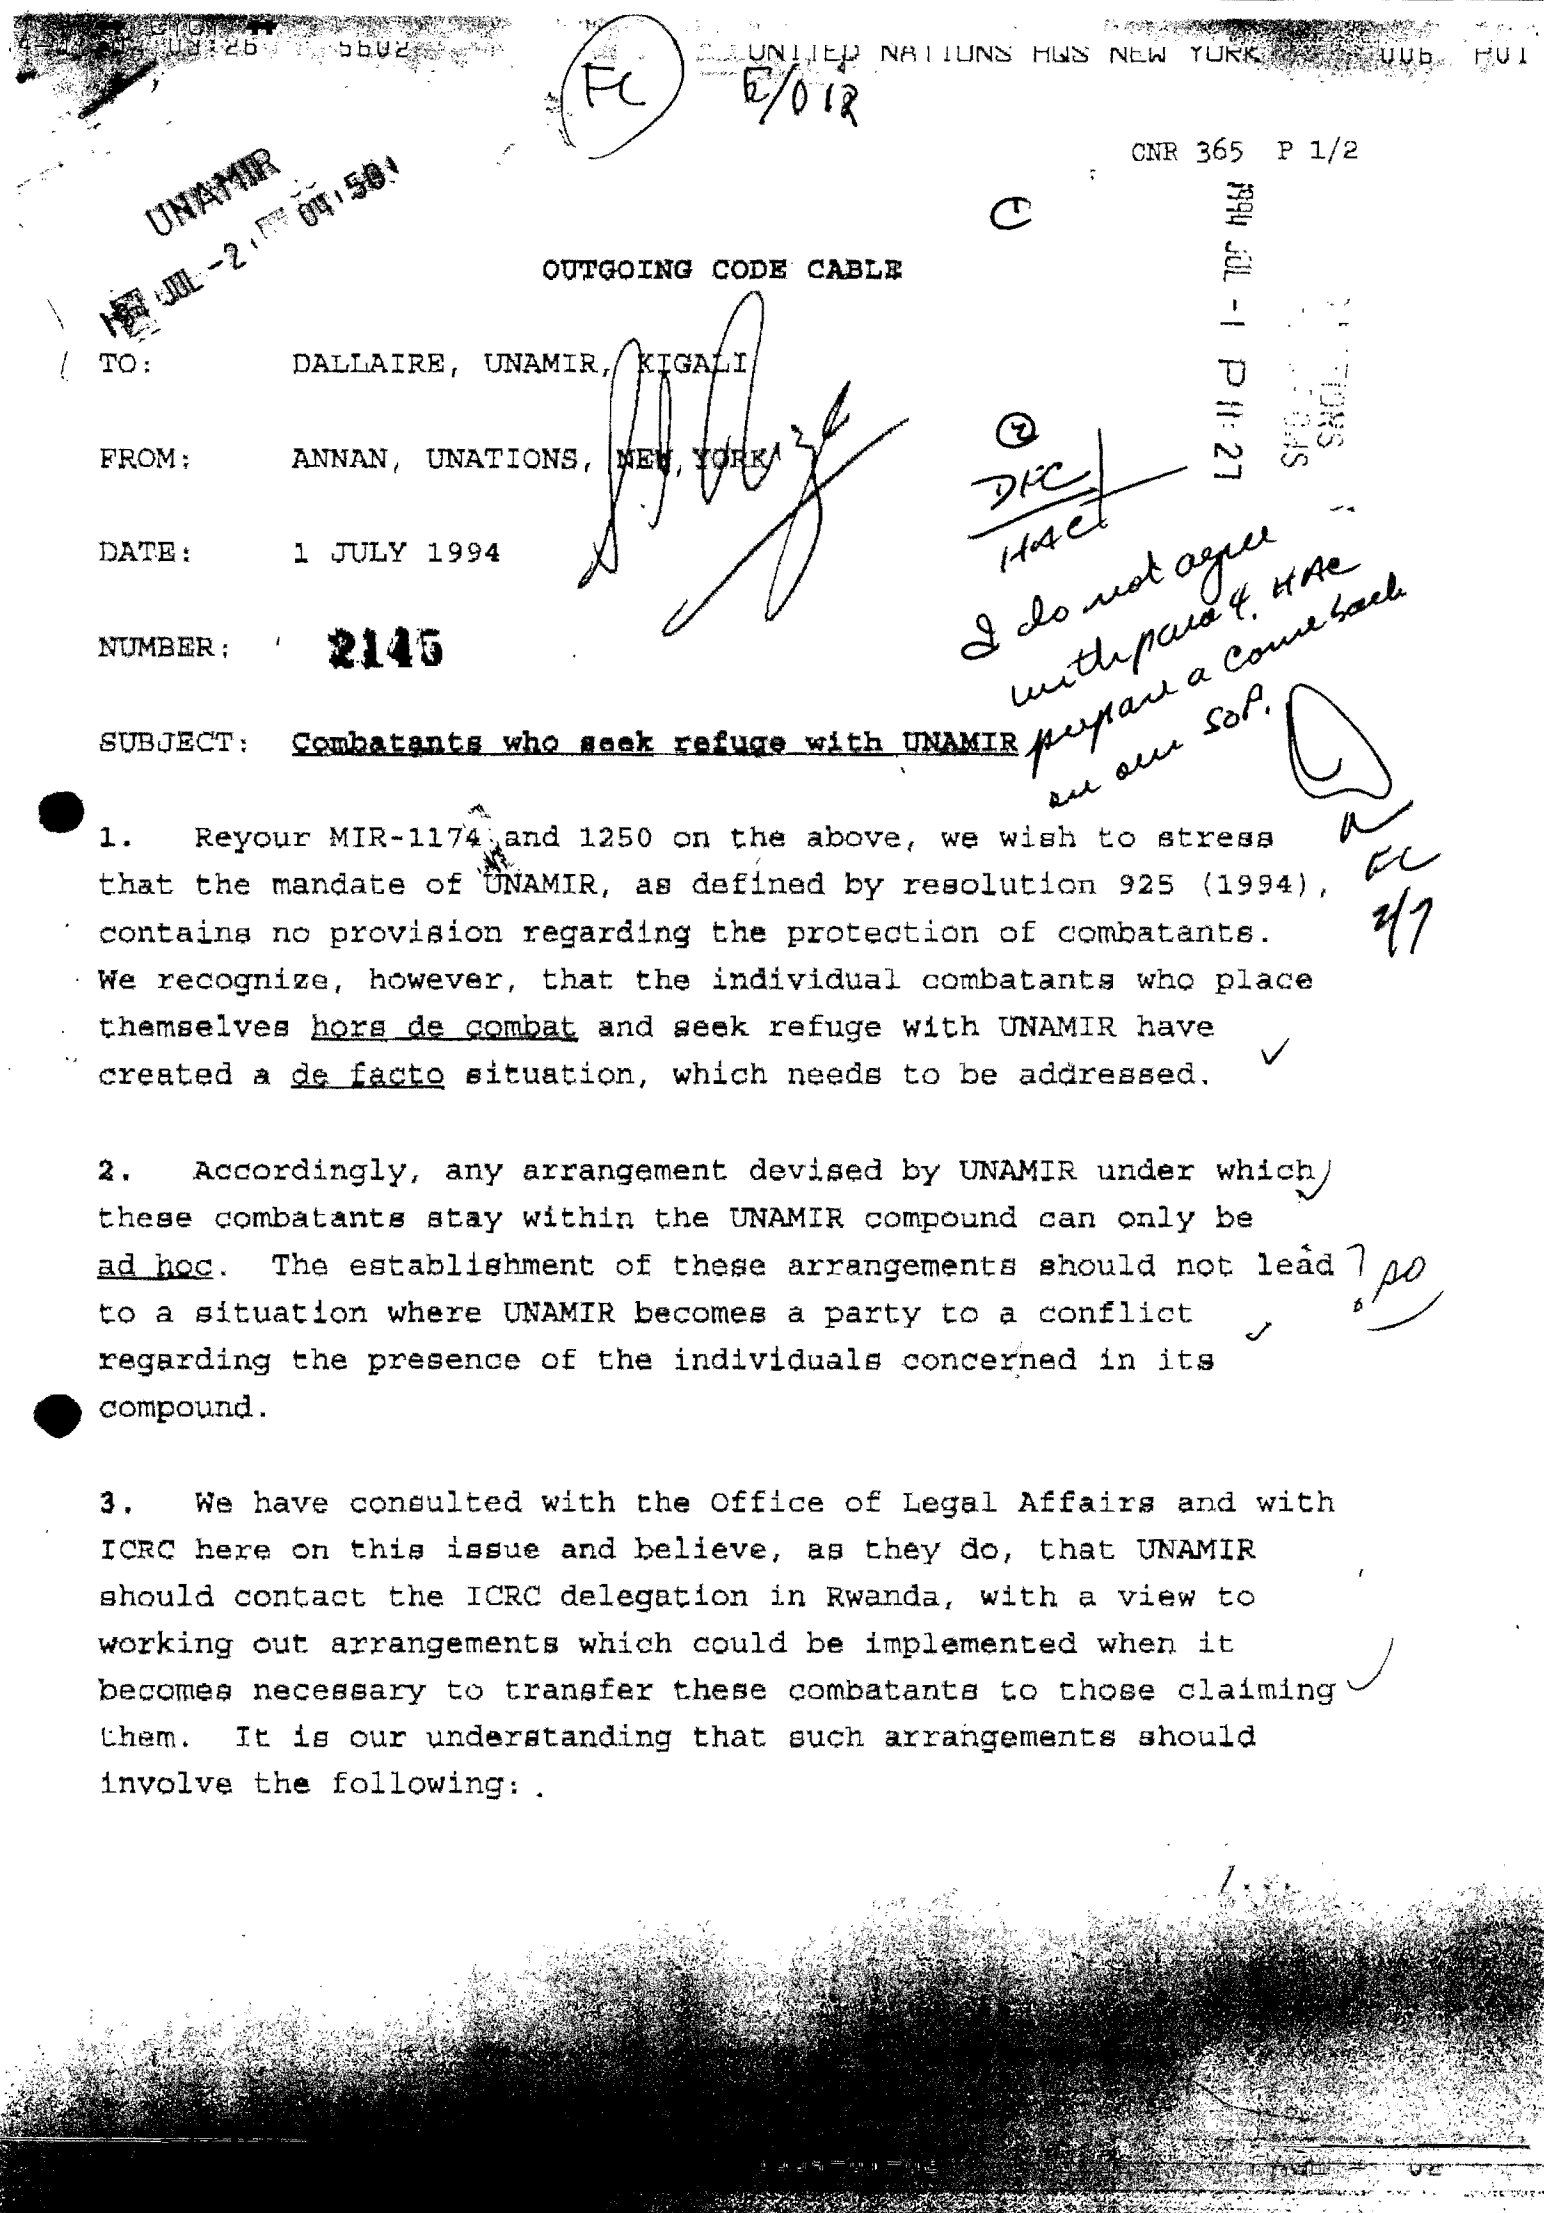 03:26 5602 UNITED NATIONS HQS NEW YORK 006 P01
FC
E/012
CNR 365 P 1/2
UNAMIR
JUL -2, 04:50
1994 JUL -1 P 11: 27
OUTGOING CODE CABLE
TO: DALLAIRE, UNAMIR, KIGALI
FROM: ANNAN, UNATIONS, NEW YORK
2
DFC
HAC
DATE: 1 JULY 1994
I do not agree
with para 4. HAC
prepare a come back
on our SOP.
FC
2/7
NUMBER: 2145
SUBJECT: Combatants who seek refuge with UNAMIR
1. Reyour MIR-1174 and 1250 on the above, we wish to stress
that the mandate of UNAMIR, as defined by resolution 925 (1994),
contains no provision regarding the protection of combatants.
We recognize, however, that the individual combatants who place
themselves hors de combat and seek refuge with UNAMIR have
created a de facto situation, which needs to be addressed.
2. Accordingly, any arrangement devised by UNAMIR under which
these combatants stay within the UNAMIR compound can only be
ad hoc. The establishment of these arrangements should not lead
? so
to a situation where UNAMIR becomes a party to a conflict
regarding the presence of the individuals concerned in its
compound.
3. We have consulted with the Office of Legal Affairs and with
ICRC here on this issue and believe, as they do, that UNAMIR
should contact the ICRC delegation in Rwanda, with a view to
working out arrangements which could be implemented when it
becomes necessary to transfer these combatants to those claiming
them. It is our understanding that such arrangements should
involve the following:
/...